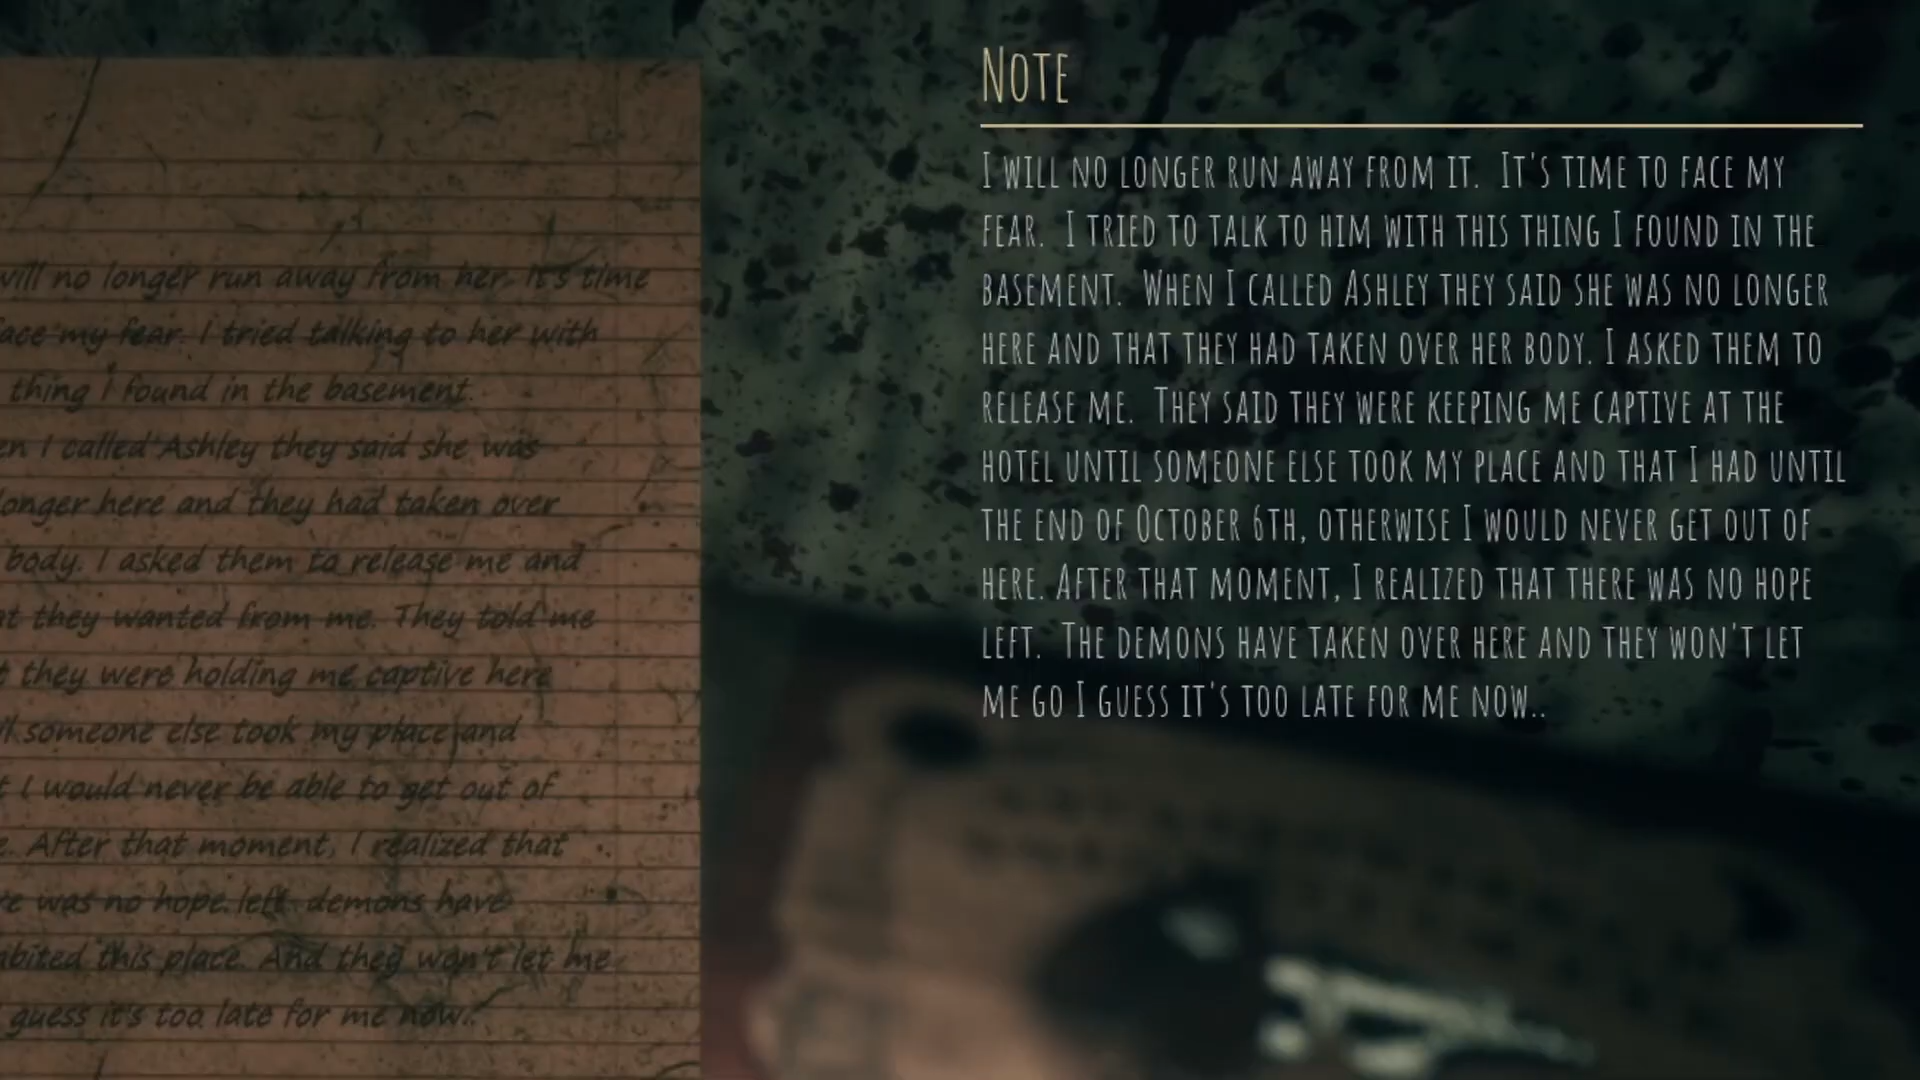 will no longer run away from her. It's time
ace my fear. I tried talking to her with
thing I found in the basement.
en I called Ashley they said she was
onger here and they had taken over
body. I asked them to release me and
at they wanted from me. They told me
t they were holding me captive here
il someone else took my place and
t I would never be able to get out of
e. After that moment, I realized that
re was no hope left. demons have
abited this place. And they won't let me
guess it's too late for me now..
Note
I will no longer run away from it. It's time to face my
fear. I tried to talk to him with this thing I found in the
basement. When I called Ashley they said she was no longer
here and that they had taken over her body. I asked them to
release me. They said they were keeping me captive at the
hotel until someone else took my place and that I had until
the end of October 6th, otherwise I would never get out of
here. After that moment, I realized that there was no hope
left. The demons have taken over here and they won't let
me go I guess it's too late for me now..